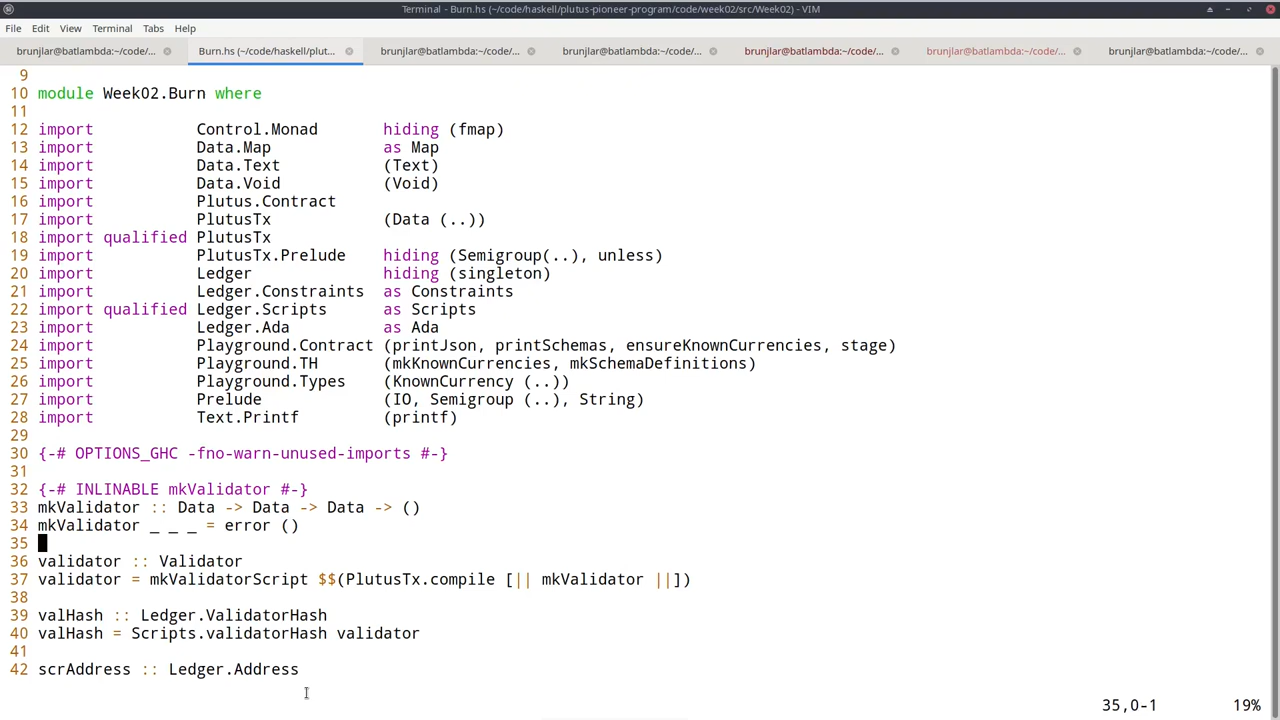 Terminal - Burn.hs (~/code/haskell/plutus-pioneer-program/code/week02/src/Week02) - VIM
File Edit View Terminal Tabs Help
brunjlar@batlambda:~/code/... Burn.hs (~/code/haskell/plut... brunjlar@batlambda:~/code/... brunjlar@batlambda:~/code/... brunjlar@batlambda:~/code/... brunjlar@batlambda:~/code/... brunjlar@batlambda:~/code/...
9
10 module Week02.Burn where
11
12 import Control.Monad hiding (fmap)
13 import Data.Map as Map
14 import Data.Text (Text)
15 import Data.Void (Void)
16 import Plutus.Contract
17 import PlutusTx (Data (..))
18 import qualified PlutusTx
19 import PlutusTx.Prelude hiding (Semigroup(..), unless)
20 import Ledger hiding (singleton)
21 import Ledger.Constraints as Constraints
22 import qualified Ledger.Scripts as Scripts
23 import Ledger.Ada as Ada
24 import Playground.Contract (printJson, printSchemas, ensureKnownCurrencies, stage)
25 import Playground.TH (mkKnownCurrencies, mkSchemaDefinitions)
26 import Playground.Types (KnownCurrency (..))
27 import Prelude (IO, Semigroup (..), String)
28 import Text.Printf (printf)
29
30 {-# OPTIONS_GHC -fno-warn-unused-imports #-}
31
32 {-# INLINABLE mkValidator #-}
33 mkValidator :: Data -> Data -> Data -> ()
34 mkValidator _ _ _ = error ()
35
36 validator :: Validator
37 validator = mkValidatorScript $$(PlutusTx.compile [|| mkValidator ||])
38
39 valHash :: Ledger.ValidatorHash
40 valHash = Scripts.validatorHash validator
41
42 scrAddress :: Ledger.Address
35,0-1 19%